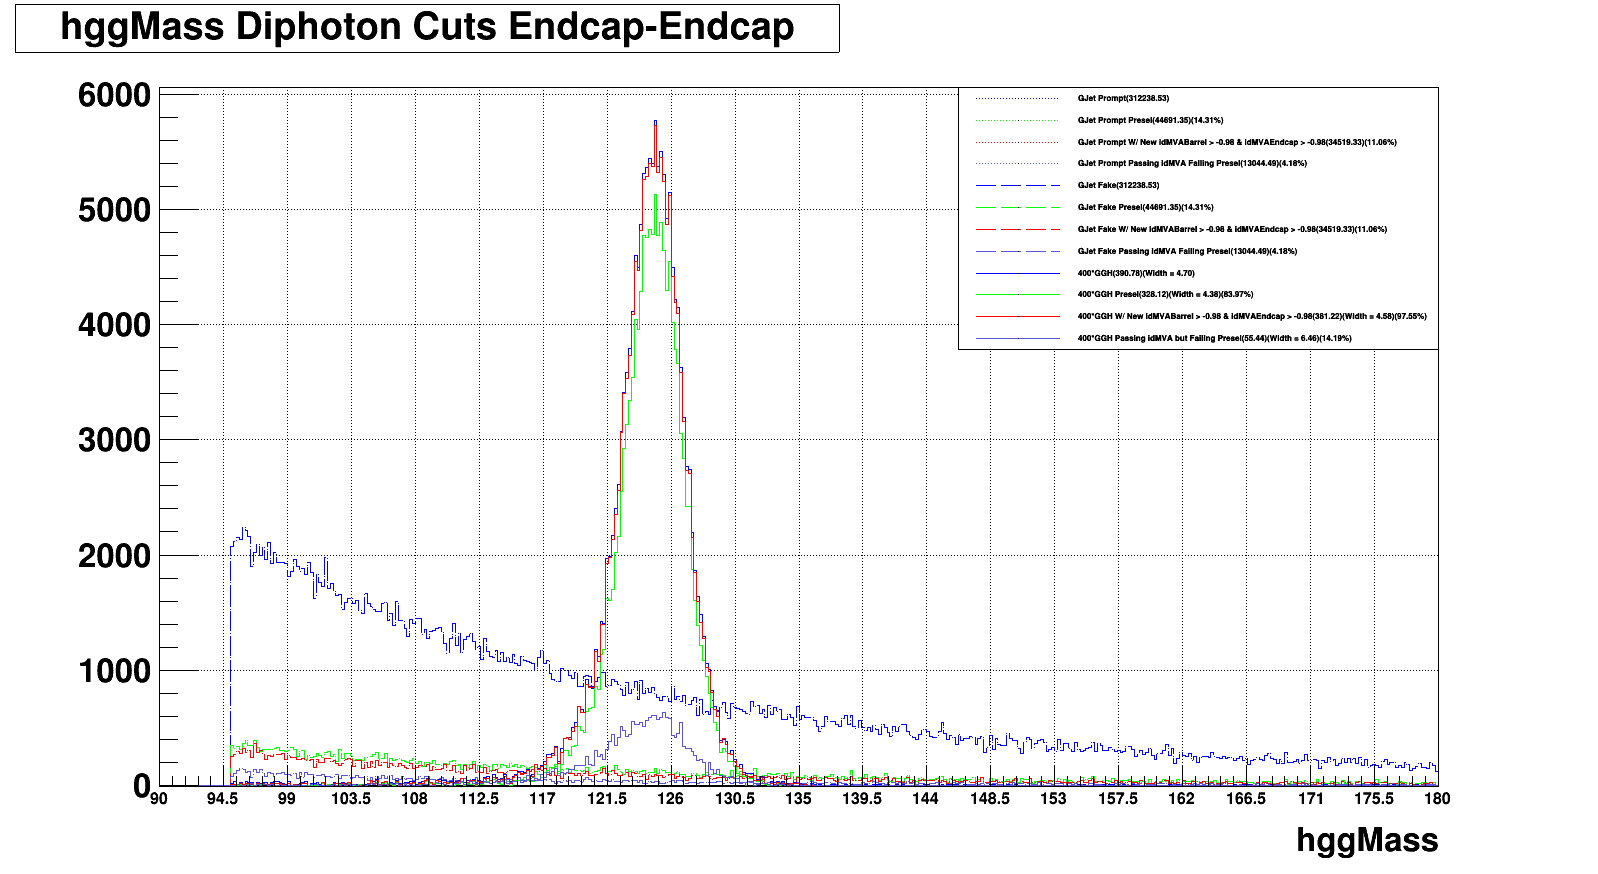 hggMass Diphoton Cuts Endcap-Endcap
6000
5000
4000
3000
2000
1000
0
GJet Prompt(312238.53)
GJet Prompt Presel(44691.35)(14.31%)
GJet Prompt W/ New idMVABarrel > -0.98 & idMVAEndcap > -0.98(34519.33)(11.06%)
GJet Prompt Passing idMVA Failing Presel(13044.49)(4.18%)
GJet Fake(312238.53)
GJet Fake Presel(44691.35)(14.31%)
GJet Fake W/ New idMVABarrel > -0.98 & idMVAEndcap > -0.98(34519.33)(11.06%)
GJet Fake Passing idMVA Failing Presel(13044.49)(4.18%)
400*GGH(390.78)(Width = 4.70)
400*GGH Presel(328.12)(Width = 4.38)(83.97%)
400*GGH W/ New idMVABarrel > -0.98 & idMVAEndcap > -0.98(381.22)(Width = 4.58)(97.55%)
400*GGH Passing idMVA but Failing Presel(55.44)(Width = 6.46)(14.19%)
90 94.5 99 103.5 108 112.5 117 121.5 126 130.5 135 139.5 144 148.5 153 157.5 162 166.5 171 175.5 180
hggMass